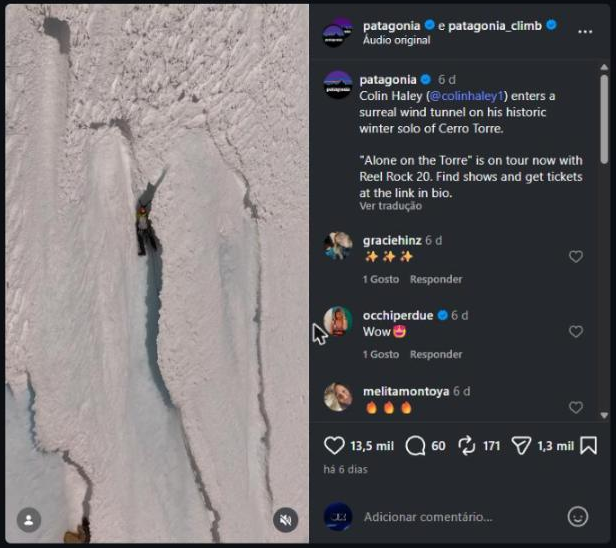 patagonia e patagonia_climb
Áudio original
patagonia 6 d
Colin Haley (@colinhaley1) enters a
surreal wind tunnel on his historic
winter solo of Cerro Torre.
"Alone on the Torre" is on tour now with
Reel Rock 20. Find shows and get tickets
at the link in bio.
Ver tradução
graciehinz 6 d
✨✨✨
1 Gosto Responder
occhiperdue 6 d
Wow🤩
1 Gosto Responder
melitamontoya 6 d
🔥🔥🔥
13,5 mil 60 171 1,3 mil
há 6 dias
Adicionar comentário...